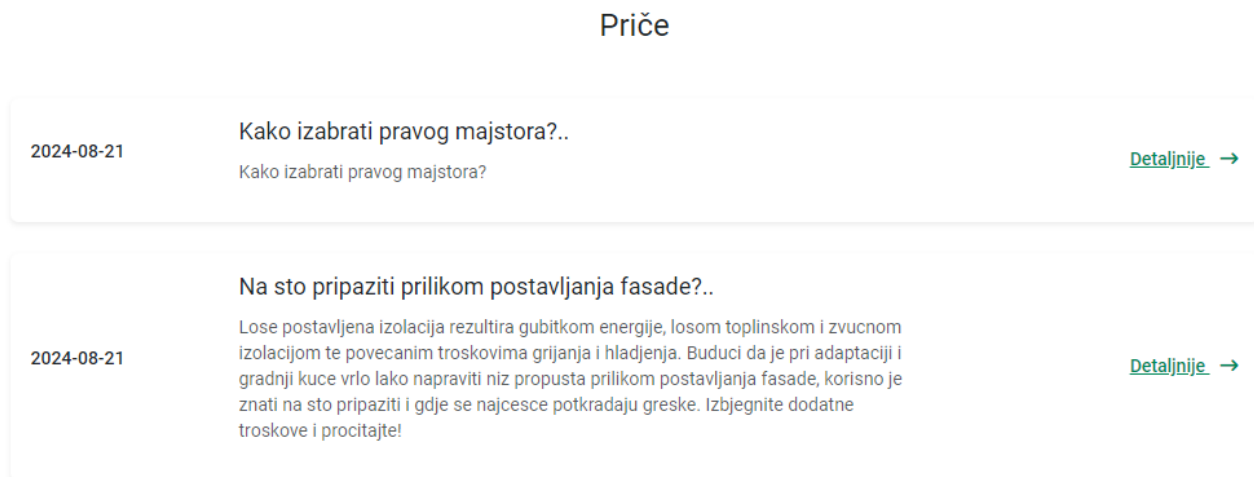 Priče
2024-08-21
Kako izabrati pravog majstora?..
Kako izabrati pravog majstora?
Detaljnije →
2024-08-21
Na sto pripaziti prilikom postavljanja fasade?..
Lose postavljena izolacija rezultira gubitkom energije, losom toplinskom i zvucnom
izolacijom te povecanim troskovima grijanja i hladjenja. Buduci da je pri adaptaciji i
gradnji kuce vrlo lako napraviti niz propusta prilikom postavljanja fasade, korisno je
znati na sto pripaziti i gdje se najcesce potkradaju greske. Izbjegnite dodatne
troskove i procitajte!
Detaljnije →